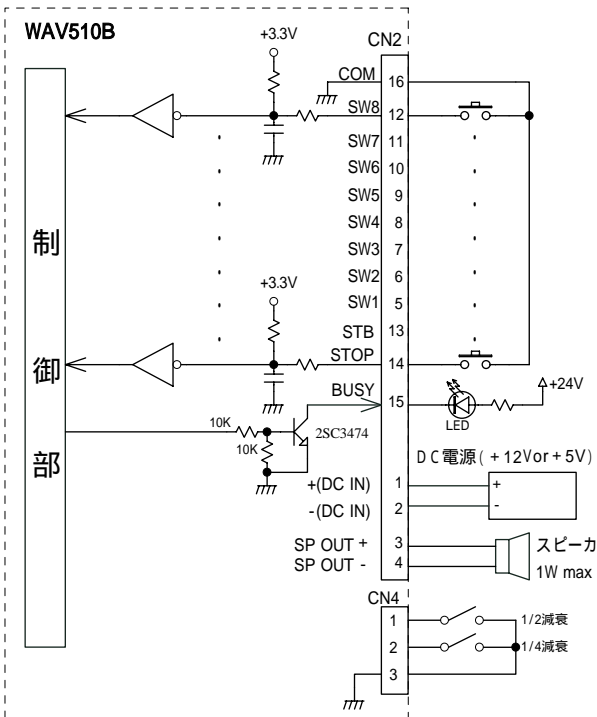 WAV510B
+3.3V
CN2
COM 16
SW8 12
SW7 11
SW6 10
SW5 9
SW4 8
SW3 7
SW2 6
SW1 5
+3.3V
STB 13
STOP 14
BUSY 15
+24V
LED
制
御
部
10K
10K
2SC3474
DC電源(+12Vor+5V)
+(DC IN) 1
+
-(DC IN) 2
-
SP OUT + 3
SP OUT - 4
スピーカ
1W max
CN4
1 1/2減衰
2 1/4減衰
3